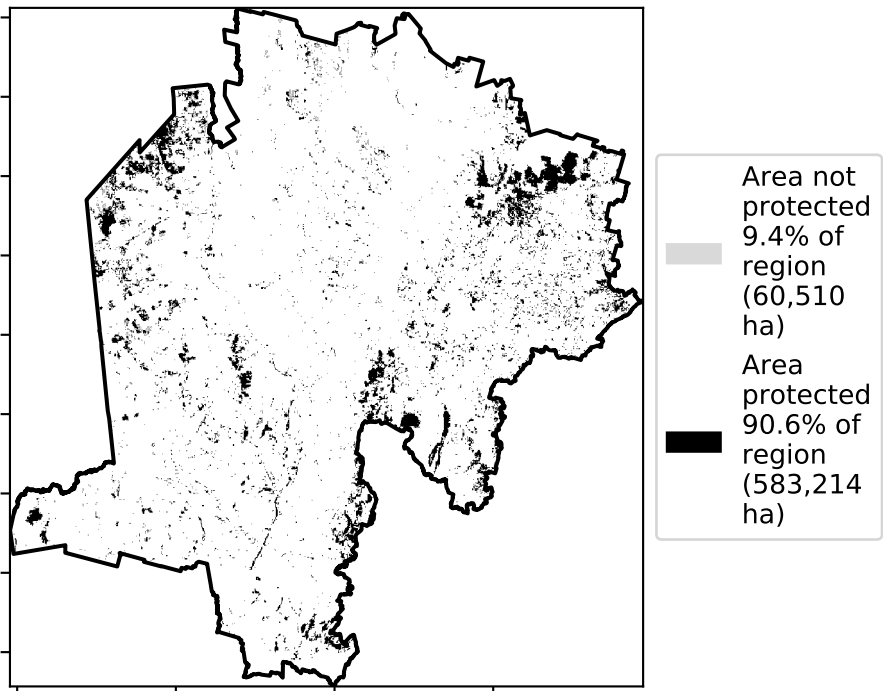 Area not
protected
9.4% of
region
(60,510
ha)
Area
protected
90.6% of
region
(583,214
ha)